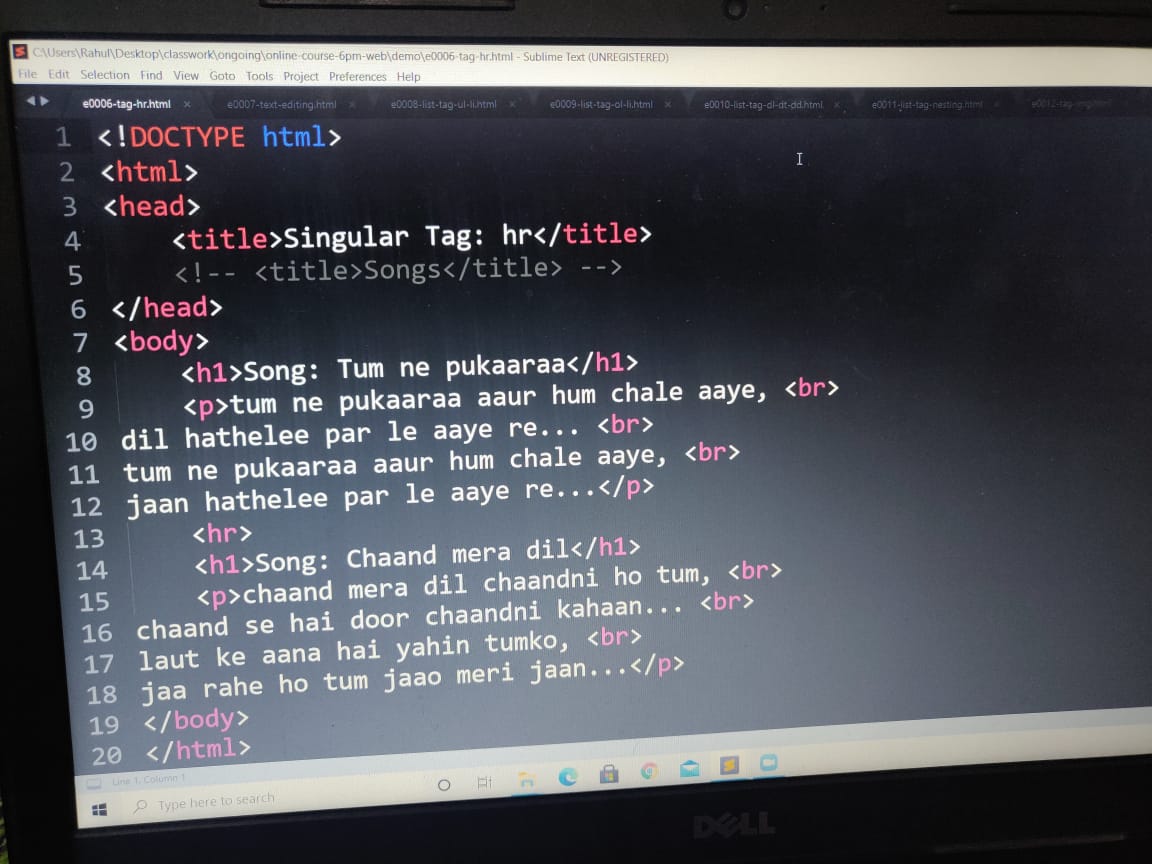 C:\Users\Rahul\Desktop\classwork\ongoing\online-course-6pm-web\demo\e0006-tag-hr.html - Sublime Text (UNREGISTERED)
File Edit Selection Find View Goto Tools Project Preferences Help
e0006-tag-hr.html × e0007-text-editing.html × e0008-list-tag-ul-li.html × e0009-list-tag-ol-li.html × e0010-list-tag-dl-dt-dd.html × e0011-list-tag-nesting.html ×
1 <!DOCTYPE html>
2 <html>
3 <head>
4 <title>Singular Tag: hr</title>
5 <!-- <title>Songs</title> -->
6 </head>
7 <body>
8 <h1>Song: Tum ne pukaaraa</h1>
9 <p>tum ne pukaaraa aaur hum chale aaye, <br>
10 dil hathelee par le aaye re... <br>
11 tum ne pukaaraa aaur hum chale aaye, <br>
12 jaan hathelee par le aaye re...</p>
13 <hr>
14 <h1>Song: Chaand mera dil</h1>
15 <p>chaand mera dil chaandni ho tum, <br>
16 chaand se hai door chaandni kahaan... <br>
17 laut ke aana hai yahin tumko, <br>
18 jaa rahe ho tum jaao meri jaan...</p>
19 </body>
20 </html>
Line 1, Column 1
Type here to search
DELL